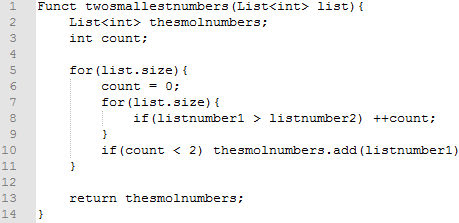 1 Funct twosmallestnumbers(List<int> list){
2     List<int> thesmolnumbers;
3     int count;
4
5     for(list.size){
6         count = 0;
7         for(list.size){
8             if(listnumber1 > listnumber2) ++count;
9         }
10         if(count < 2) thesmolnumbers.add(listnumber1)
11     }
12
13     return thesmolnumbers;
14 }